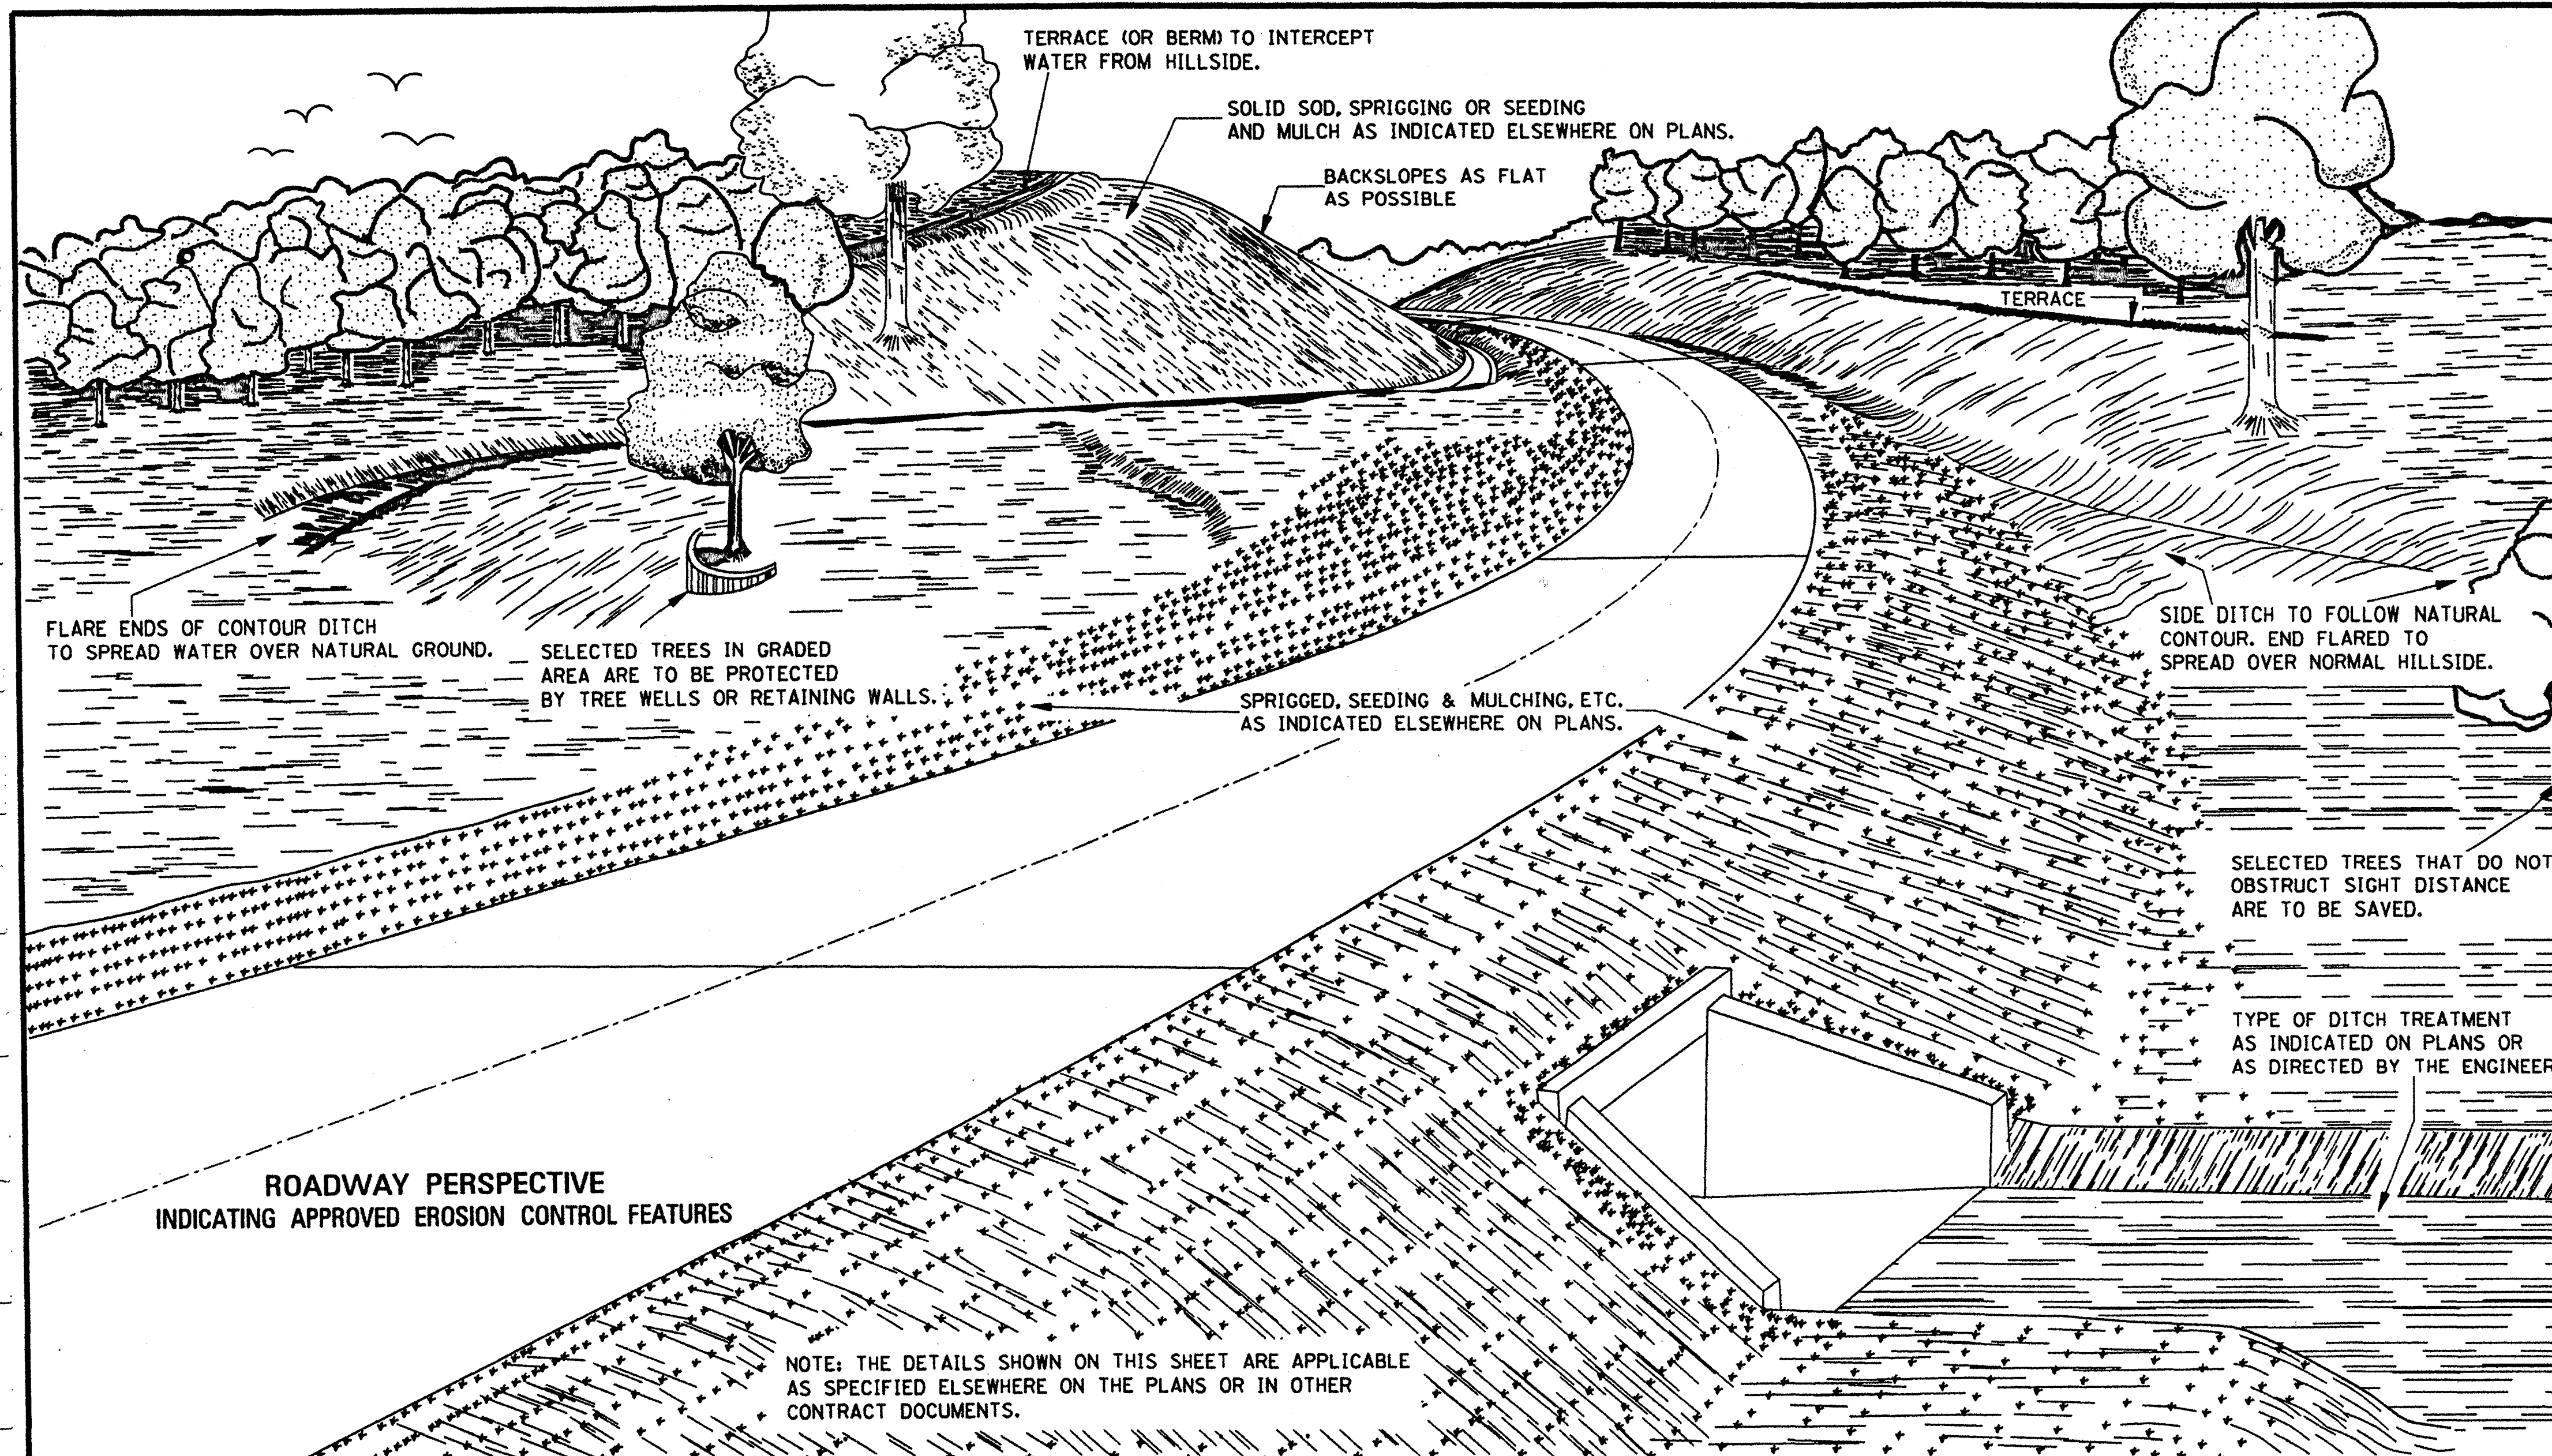 TERRACE (OR BERM) TO INTERCEPT
WATER FROM HILLSIDE.
SOLID SOD, SPRIGGING OR SEEDING
AND MULCH AS INDICATED ELSEWHERE ON PLANS.
BACKSLOPES AS FLAT
AS POSSIBLE
TERRACE
FLARE ENDS OF CONTOUR DITCH
TO SPREAD WATER OVER NATURAL GROUND.
SELECTED TREES IN GRADED
AREA ARE TO BE PROTECTED
BY TREE WELLS OR RETAINING WALLS.
SIDE DITCH TO FOLLOW NATURAL
CONTOUR. END FLARED TO
SPREAD OVER NORMAL HILLSIDE.
SPRIGGED, SEEDING & MULCHING, ETC.
AS INDICATED ELSEWHERE ON PLANS.
SELECTED TREES THAT DO NOT
OBSTRUCT SIGHT DISTANCE
ARE TO BE SAVED.
TYPE OF DITCH TREATMENT
AS INDICATED ON PLANS OR
AS DIRECTED BY THE ENGINEER
ROADWAY PERSPECTIVE
INDICATING APPROVED EROSION CONTROL FEATURES
NOTE: THE DETAILS SHOWN ON THIS SHEET ARE APPLICABLE
AS SPECIFIED ELSEWHERE ON THE PLANS OR IN OTHER
CONTRACT DOCUMENTS.